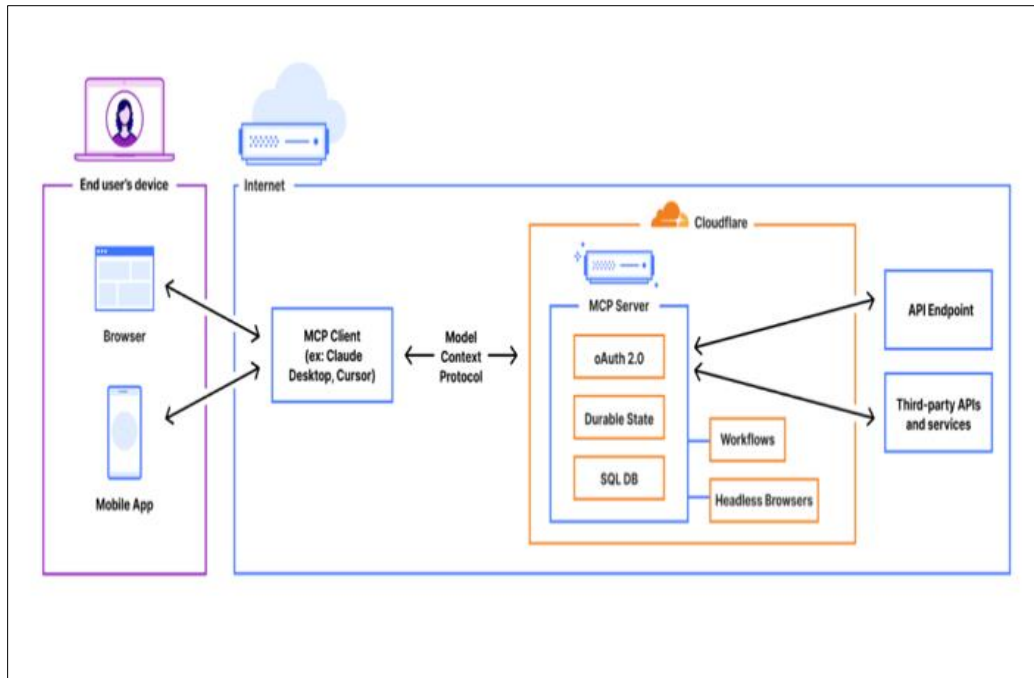 End user's device
Internet
Cloudflare
Browser
Mobile App
MCP Client
(ex: Claude
Desktop, Cursor)
Model
Context
Protocol
MCP Server
oAuth 2.0
Durable State
SQL DB
Workflows
Headless Browsers
API Endpoint
Third-party APIs
and services